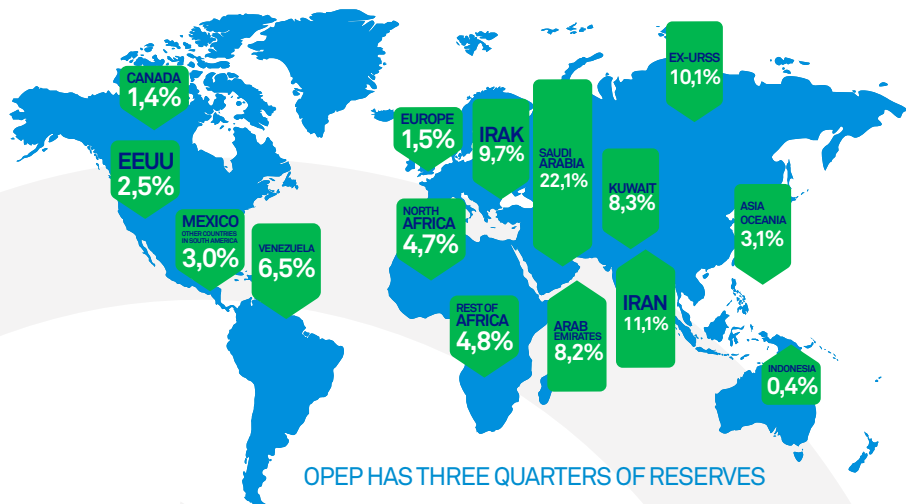 CANADA
1,4%
EEUU
2,5%
MEXICO
OTHER COUNTRIES
IN SOUTH AMERICA
3,0%
VENEZUELA
6,5%
EUROPE
1,5%
IRAK
9,7%
SAUDI
ARABIA
22,1%
EX-URSS
10,1%
KUWAIT
8,3%
ASIA
OCEANIA
3,1%
NORTH
AFRICA
4,7%
REST OF
AFRICA
4,8%
ARAB
EMIRATES
8,2%
IRAN
11,1%
INDONESIA
0,4%
OPEP HAS THREE QUARTERS OF RESERVES